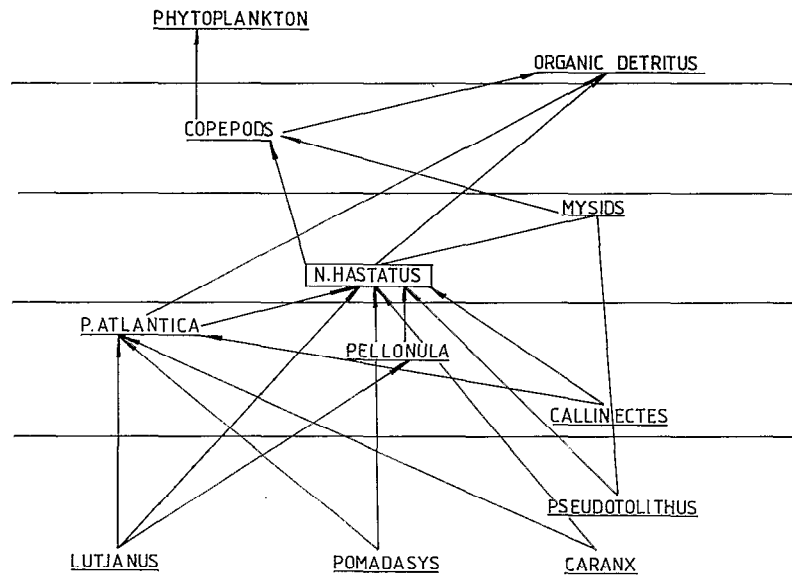 PHYTOPLANKTON
ORGANIC DETRITUS
COPEPODS
MYSIDS
N.HASTATUS
P.ATLANTICA
PELLONULA
CALLINECTES
PSEUDOTOLITHUS
LUTJANUS
POMADASYS
CARANX